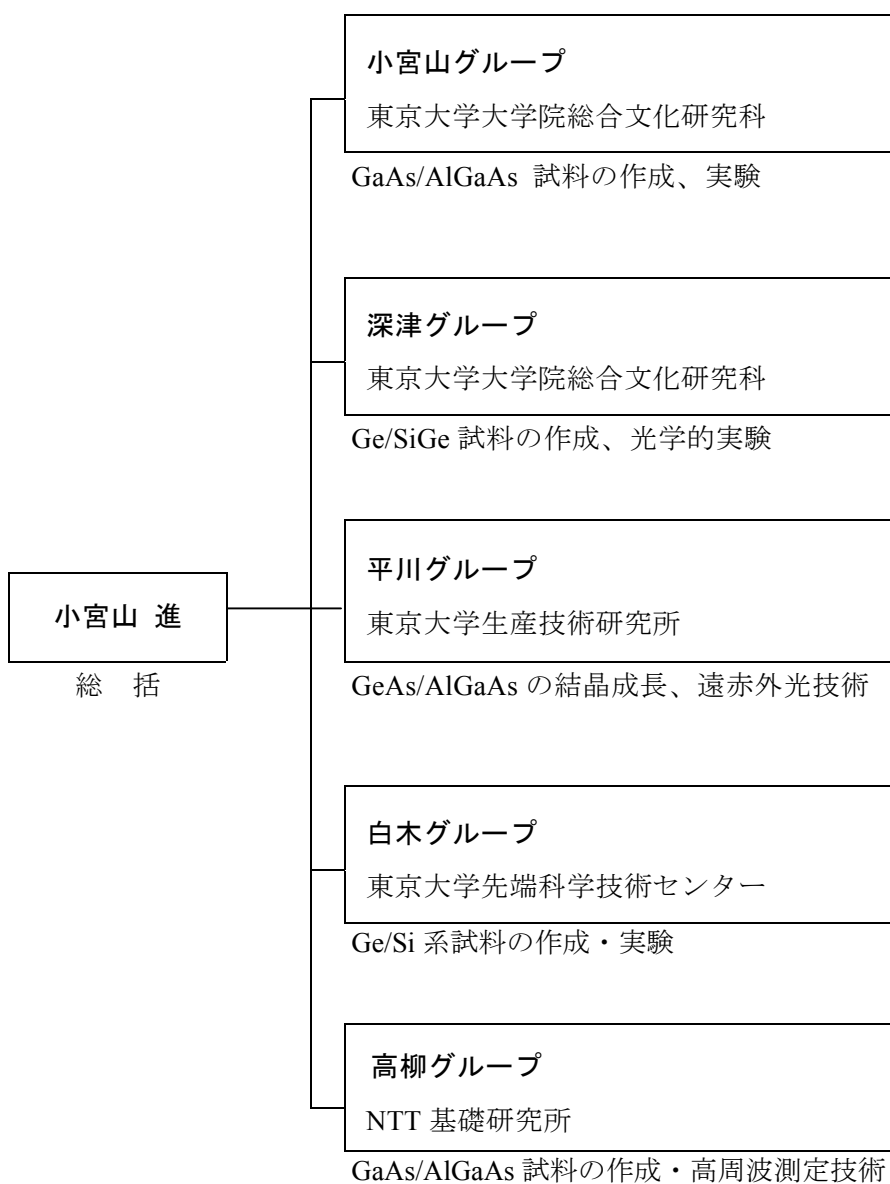 小宮山グループ
東京大学大学院総合文化研究科
GaAs/AlGaAs 試料の作成、実験
深津グループ
東京大学大学院総合文化研究科
Ge/SiGe 試料の作成、光学的実験
平川グループ
東京大学生産技術研究所
GeAs/AlGaAs の結晶成長、遠赤外光技術
小宮山 進
総 括
白木グループ
東京大学先端科学技術センター
Ge/Si 系試料の作成・実験
高柳グループ
NTT 基礎研究所
GaAs/AlGaAs 試料の作成・高周波測定技術